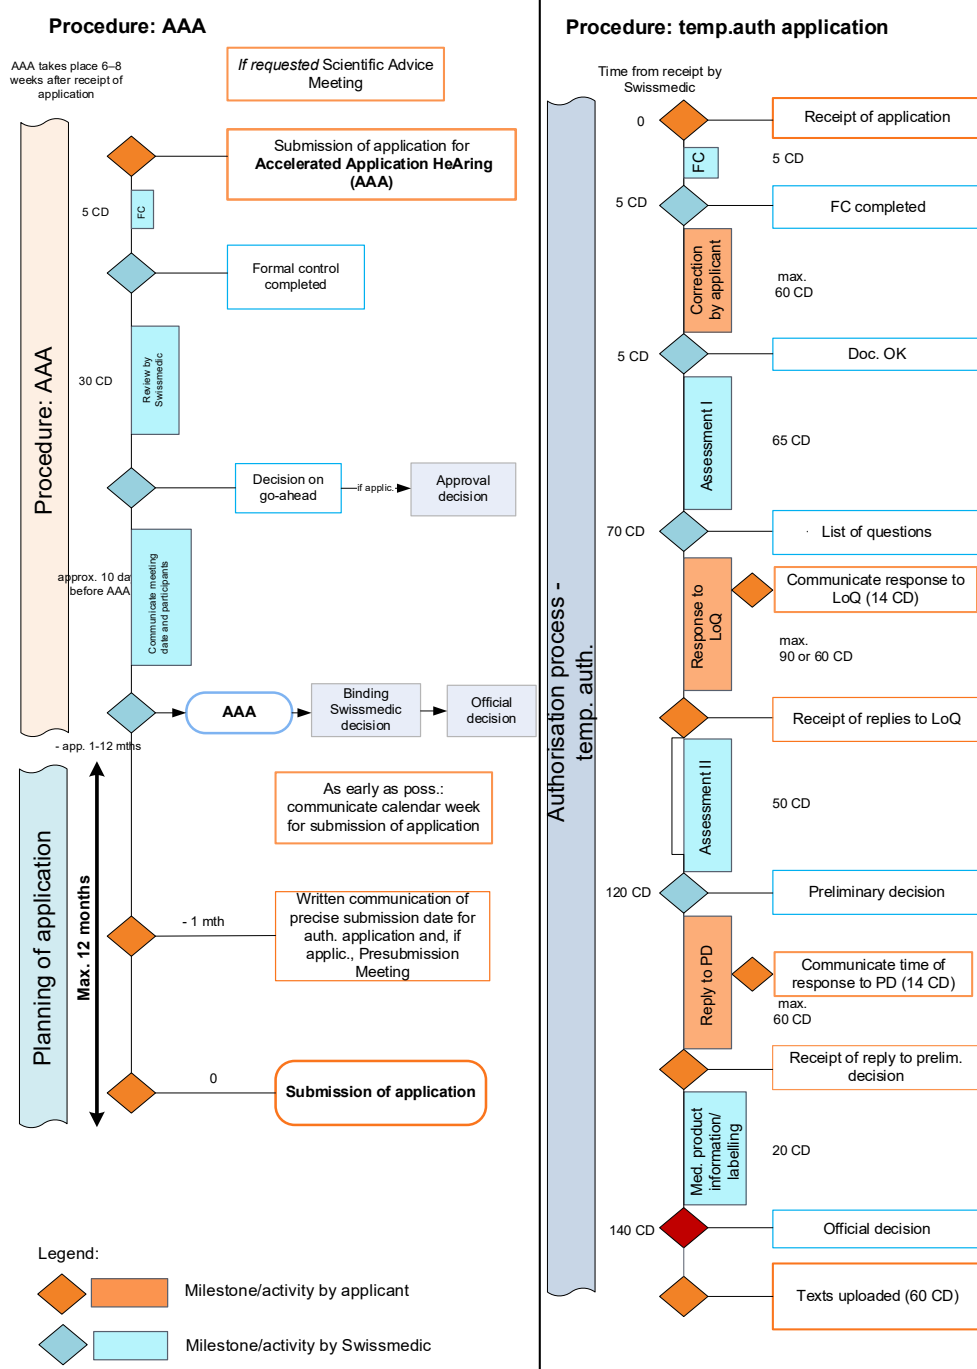 Procedure: AAA
AAA takes place 6–8
weeks after receipt of
application
If requested Scientific Advice
Meeting
Submission of application for
Accelerated Application HeAring
(AAA)
5 CD
FC
Formal control
completed
Procedure: AAA
30 CD
Review by
Swissmedic
Decision on
go-ahead
if applic.
Approval
decision
approx. 10 da
before AAA
Communicate meeting
date and participants
AAA
Binding
Swissmedic
decision
Official
decision
- app. 1-12 mths
Planning of application
Max. 12 months
As early as poss.:
communicate calendar week
for submission of application
- 1 mth
Written communication of
precise submission date for
auth. application and, if
applic., Presubmission
Meeting
0
Submission of application
Legend:
Milestone/activity by applicant
Milestone/activity by Swissmedic
Procedure: temp.auth application
Time from receipt by
Swissmedic
0
Receipt of application
FC
5 CD
5 CD
FC completed
Correction
by applicant
max.
60 CD
5 CD
Doc. OK
Assessment I
65 CD
70 CD
List of questions
Authorisation process -
temp. auth.
Response to
LoQ
Communicate response to
LoQ (14 CD)
max.
90 or 60 CD
Receipt of replies to LoQ
Assessment II
50 CD
120 CD
Preliminary decision
Reply to PD
Communicate time of
response to PD (14 CD)
max.
60 CD
Receipt of reply to prelim.
decision
Med. product
information/
labelling
20 CD
140 CD
Official decision
Texts uploaded (60 CD)